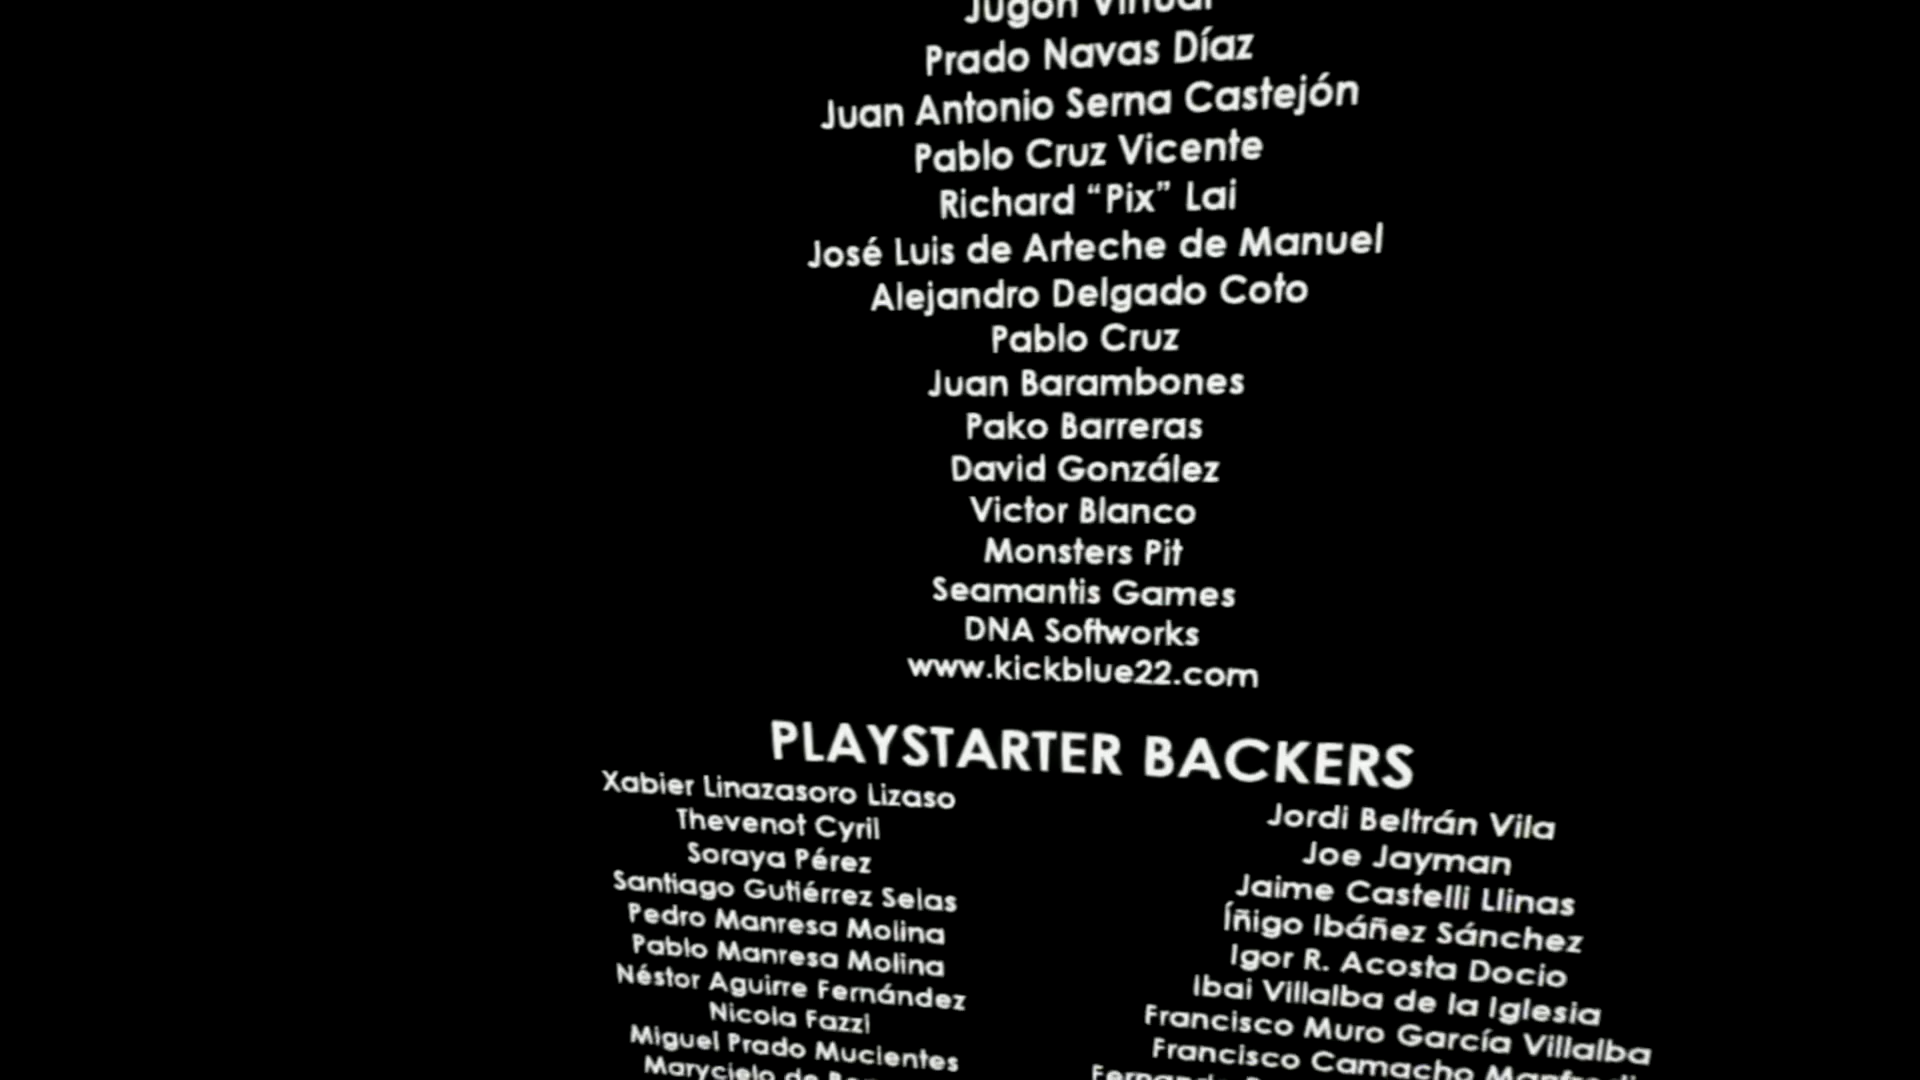 Jugón Virtual
Prado Navas Díaz
Juan Antonio Serna Castejón
Pablo Cruz Vicente
Richard “Pix” Lai
José Luis de Arteche de Manuel
Alejandro Delgado Coto
Pablo Cruz
Juan Barambones
Pako Barreras
David González
Victor Blanco
Monsters Pit
Seamantis Games
DNA Softworks
www.kickblue22.com
PLAYSTARTER BACKERS
Xabier Linazasoro Lizaso
Thevenot Cyril
Soraya Pérez
Santiago Gutiérrez Selas
Pedro Manresa Molina
Pablo Manresa Molina
Néstor Aguirre Fernández
Nicola Fazzi
Miguel Prado Mucientes
Marycielo de
Jordi Beltrán Vila
Joe Jayman
Jaime Castelli Llinas
Íñigo Ibáñez Sánchez
Igor R. Acosta Docio
Ibai Villalba de la Iglesia
Francisco Muro García Villalba
Francisco Camacho